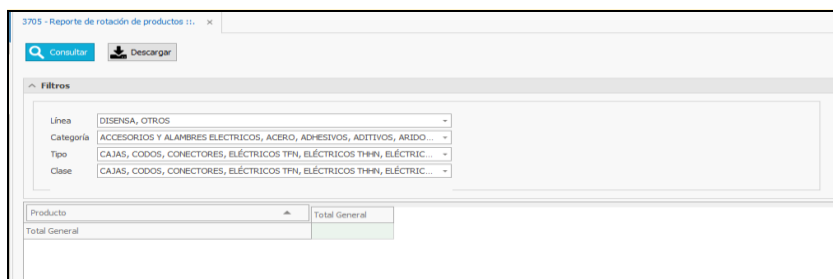 3705 - Reporte de rotación de productos ::. ×
Consultar Descargar
Filtros
Línea DISENSA, OTROS
Categoría ACCESORIOS Y ALAMBRES ELECTRICOS, ACERO, ADHESIVOS, ADITIVOS, ARIDO...
Tipo CAJAS, CODOS, CONECTORES, ELÉCTRICOS TFN, ELÉCTRICOS THHN, ELÉCTRIC...
Clase CAJAS, CODOS, CONECTORES, ELÉCTRICOS TFN, ELÉCTRICOS THHN, ELÉCTRIC...
Producto Total General
Total General